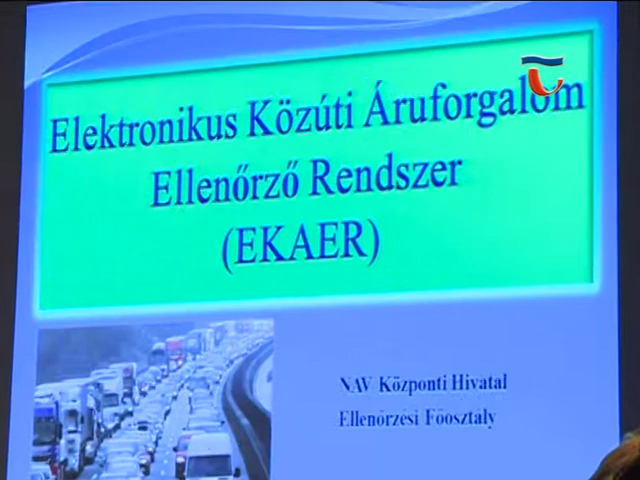 Elektronikus Közúti Áruforgalom
Ellenőrző Rendszer
(EKAER)
NAV Központi Hivatal
Ellenőrzési Főosztály